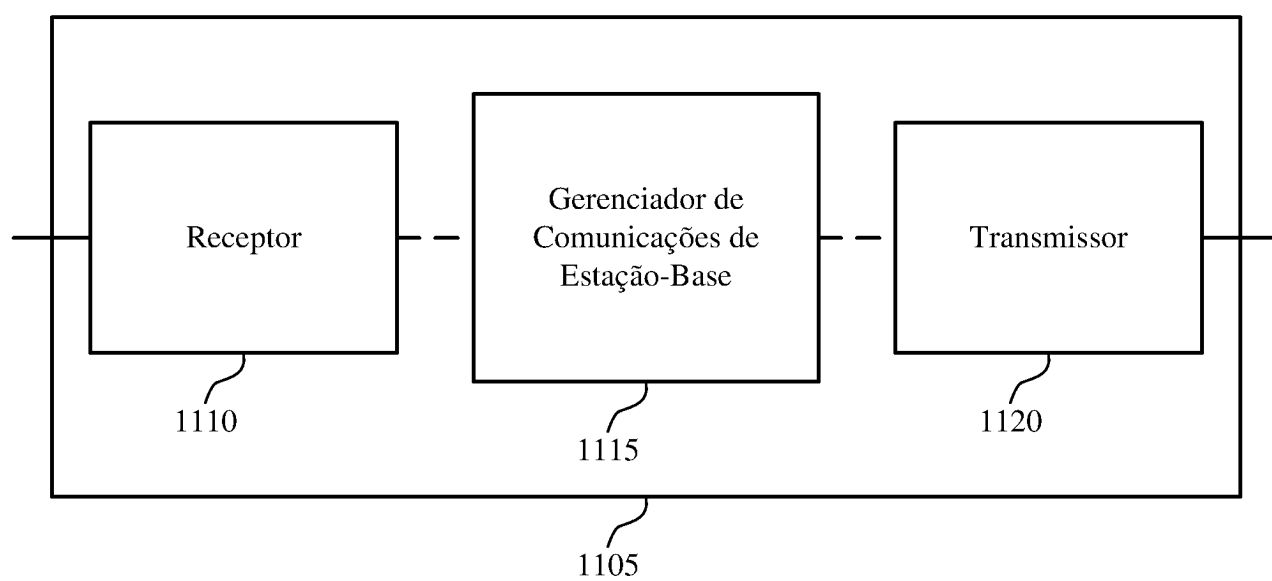 Receptor
Gerenciador de
Comunicações de
Estação-Base
Transmissor
1110
1115
1120
1105